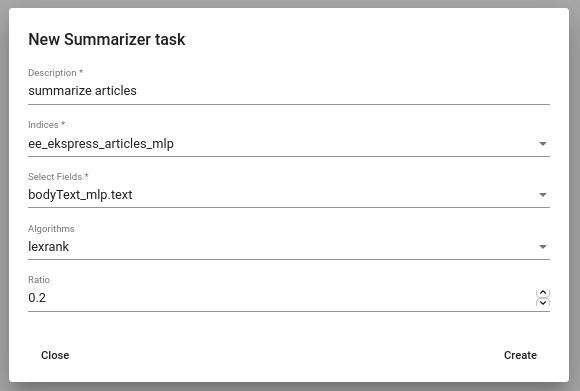 New Summarizer task
Description *
summarize articles
Indices *
ee_ekspress_articles_mlp
Select Fields *
bodyText_mlp.text
Algorithms
lexrank
Ratio
0.2
Close
Create